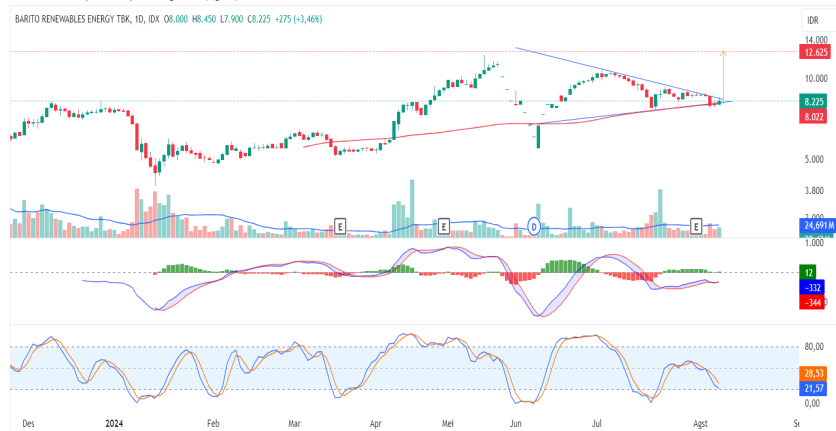 BARITO RENEWABLES ENERGY TBK, 1D, IDX O8.000 H8.450 L7.900 C8.225 +275 (+3,46%)
IDR
14.000
12.625
10.000
8.225
8.022
5.000
3.800
E
E
D
E
24,691M
1.000
17
-332
-344
80,00
28,53
21,57
0,00
Des 2024 Feb Mar Apr Mei Jun Jul Agst